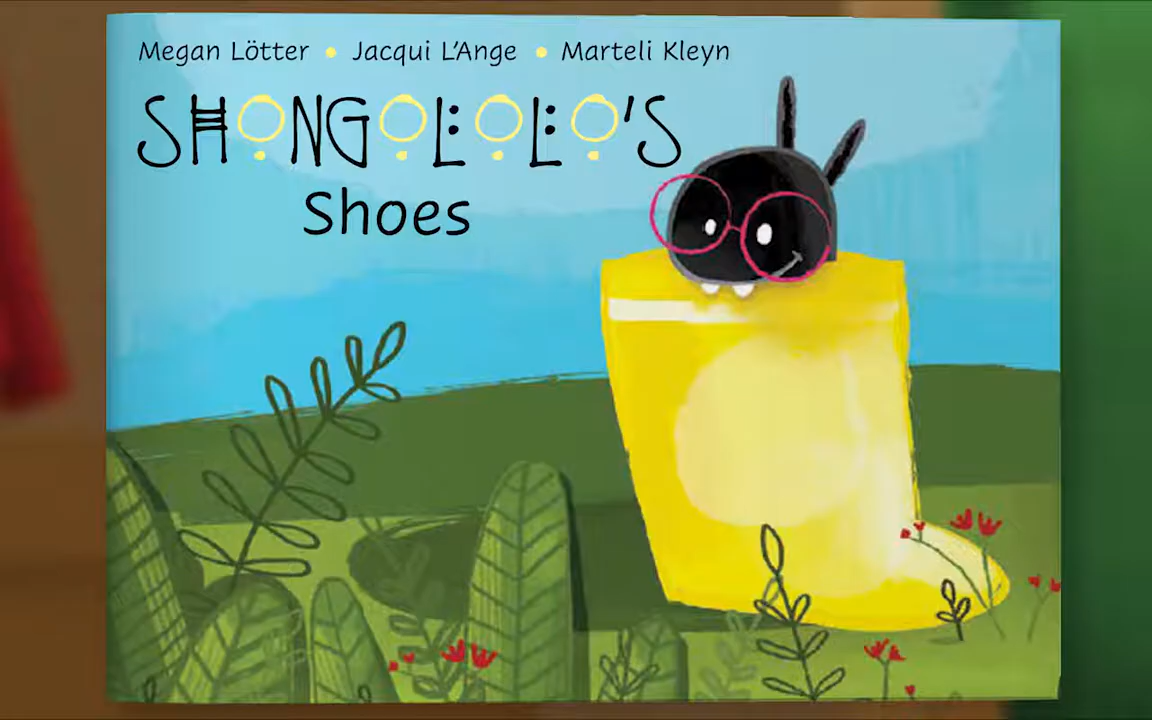 Megan Lötter • Jacqui L'Ange • Marteli Kleyn
SHONGOLOLO'S
Shoes